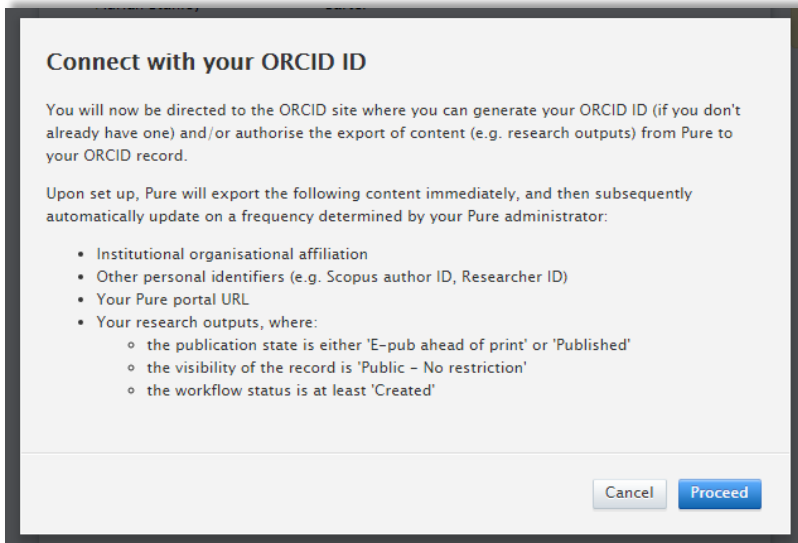 Connect with your ORCID ID
You will now be directed to the ORCID site where you can generate your ORCID ID (if you don't
already have one) and/or authorise the export of content (e.g. research outputs) from Pure to
your ORCID record.
Upon set up, Pure will export the following content immediately, and then subsequently
automatically update on a frequency determined by your Pure administrator:
• Institutional organisational affiliation
• Other personal identifiers (e.g. Scopus author ID, Researcher ID)
• Your Pure portal URL
• Your research outputs, where:
◦ the publication state is either 'E-pub ahead of print' or 'Published'
◦ the visibility of the record is 'Public - No restriction'
◦ the workflow status is at least 'Created'
Cancel Proceed